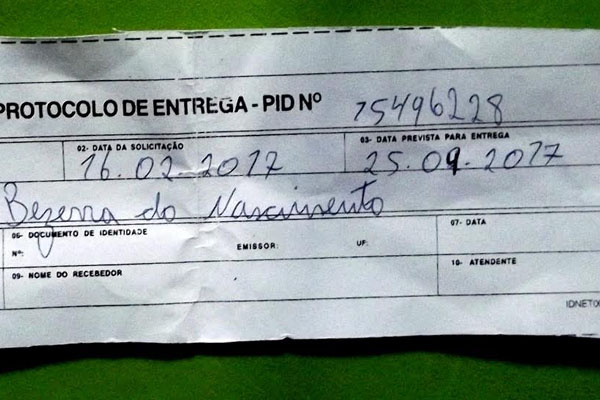 PROTOCOLO DE ENTREGA - PID Nº 75496228
02- DATA DA SOLICITAÇÃO 03- DATA PREVISTA PARA ENTREGA
16.02.2017 25.09.2017
Bezerra do Nascimento
06- DOCUMENTO DE IDENTIDADE 07- DATA
Nº: EMISSOR: UF:
09- NOME DO RECEBEDOR 10- ATENDENTE